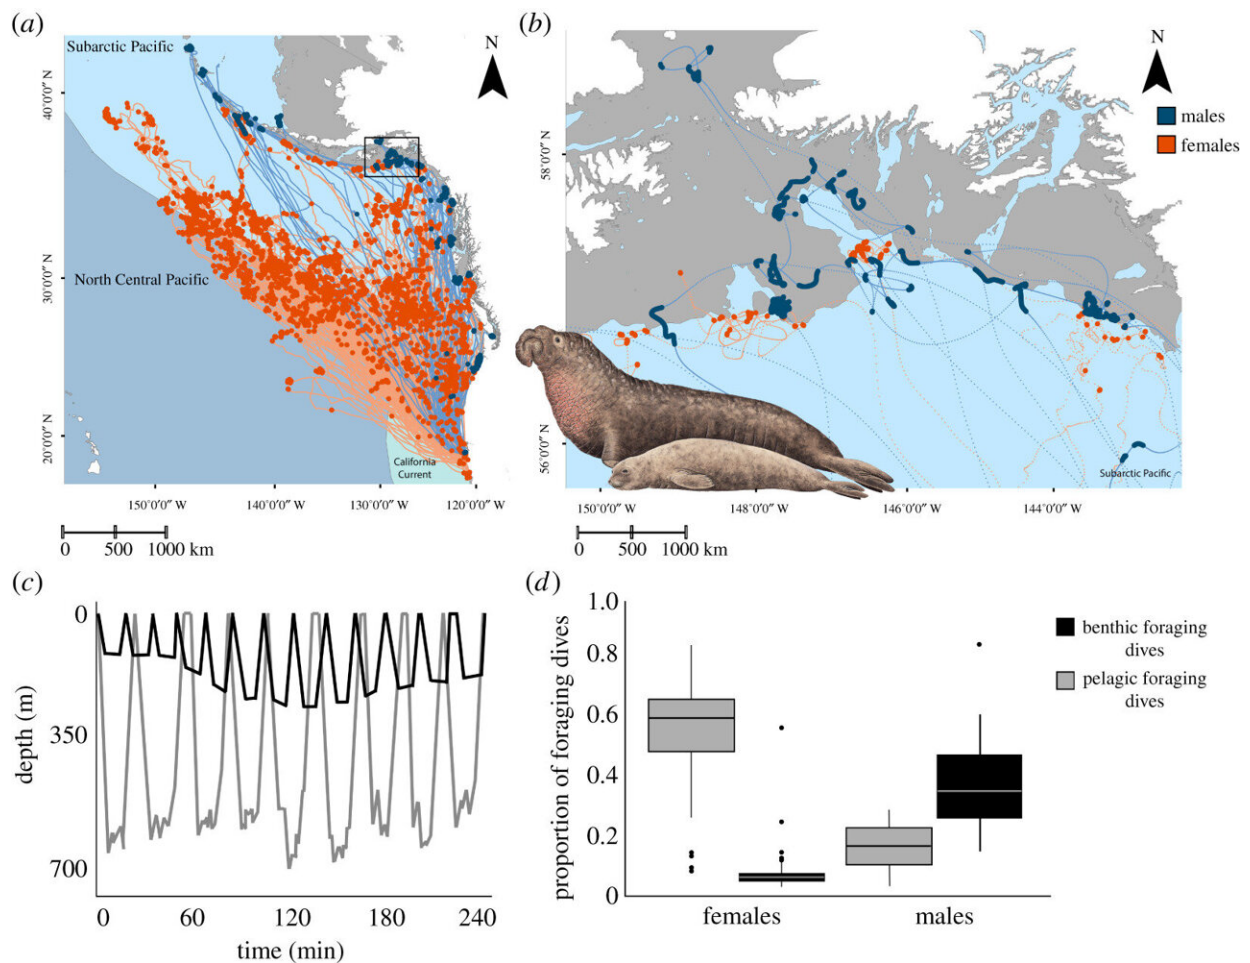 (a)
Subarctic Pacific
N
40°0′0″ N
30°0′0″ N
20°0′0″ N
North Central Pacific
California
Current
150°0′0″ W
140°0′0″ W
130°0′0″ W
120°0′0″ W
0
500
1000 km
(b)
N
males
females
58°0′0″ N
56°0′0″ N
Subarctic Pacific
150°0′0″ W
148°0′0″ W
146°0′0″ W
144°0′0″ W
0
500
1000 km
(c)
0
350
700
depth (m)
0
60
120
180
240
time (min)
(d)
1.0
0.8
0.6
0.4
0.2
0
proportion of foraging dives
females
males
benthic foraging
dives
pelagic foraging
dives